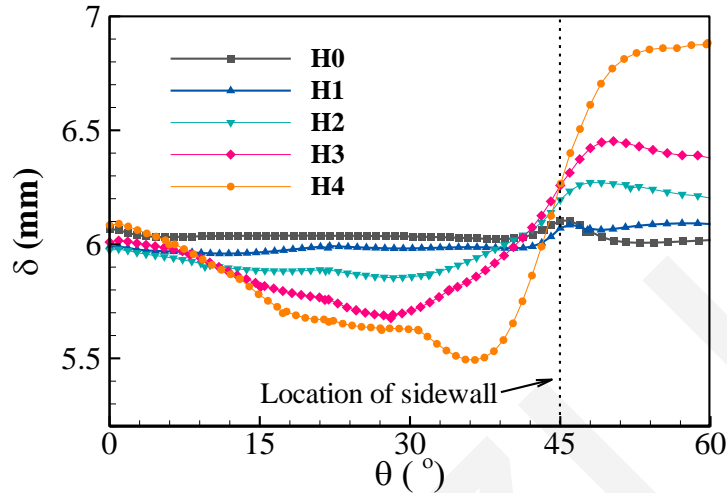 7
6.5
6
5.5
δ (mm)
H0
H1
H2
H3
H4
Location of sidewall
0
15
30
45
60
θ ( °)